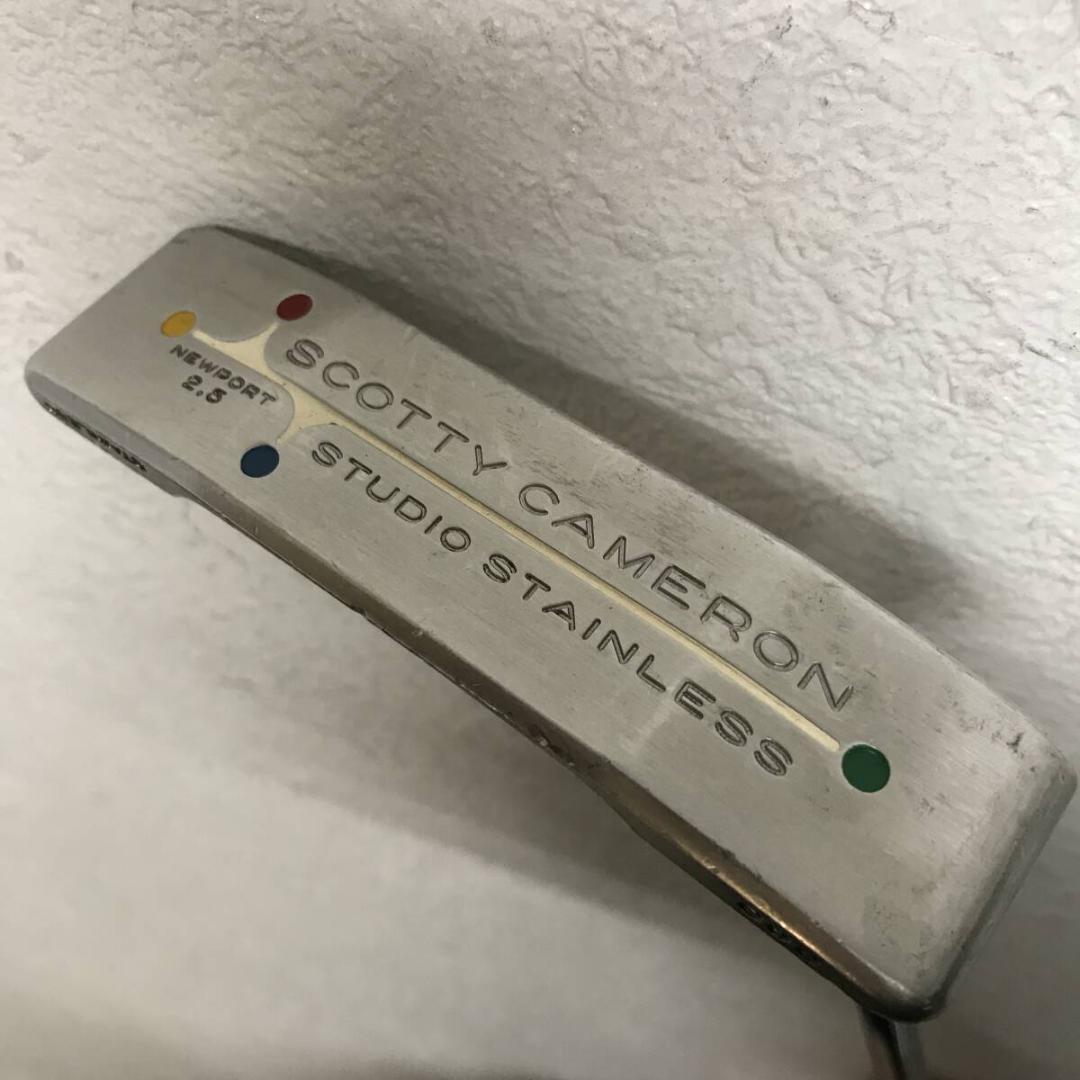 SCOTTY CAMERON
STUDIO STAINLESS
NEWPORT
2.5